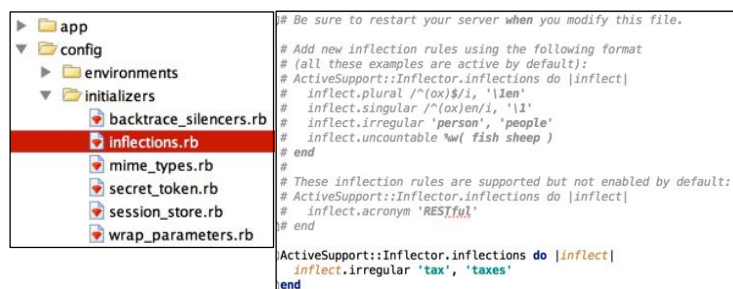 app
config
environments
initializers
backtrace_silencers.rb
inflections.rb
mime_types.rb
secret_token.rb
session_store.rb
wrap_parameters.rb
# Be sure to restart your server when you modify this file.
# Add new inflection rules using the following format
# (all these examples are active by default):
# ActiveSupport::Inflector.inflections do |inflect|
#   inflect.plural /^(ox)$/i, '\1en'
#   inflect.singular /^(ox)en/i, '\1'
#   inflect.irregular 'person', 'people'
#   inflect.uncountable %w( fish sheep )
# end
#
# These inflection rules are supported but not enabled by default:
# ActiveSupport::Inflector.inflections do |inflect|
#   inflect.acronym 'RESTful'
# end
ActiveSupport::Inflector.inflections do |inflect|
  inflect.irregular 'tax', 'taxes'
end